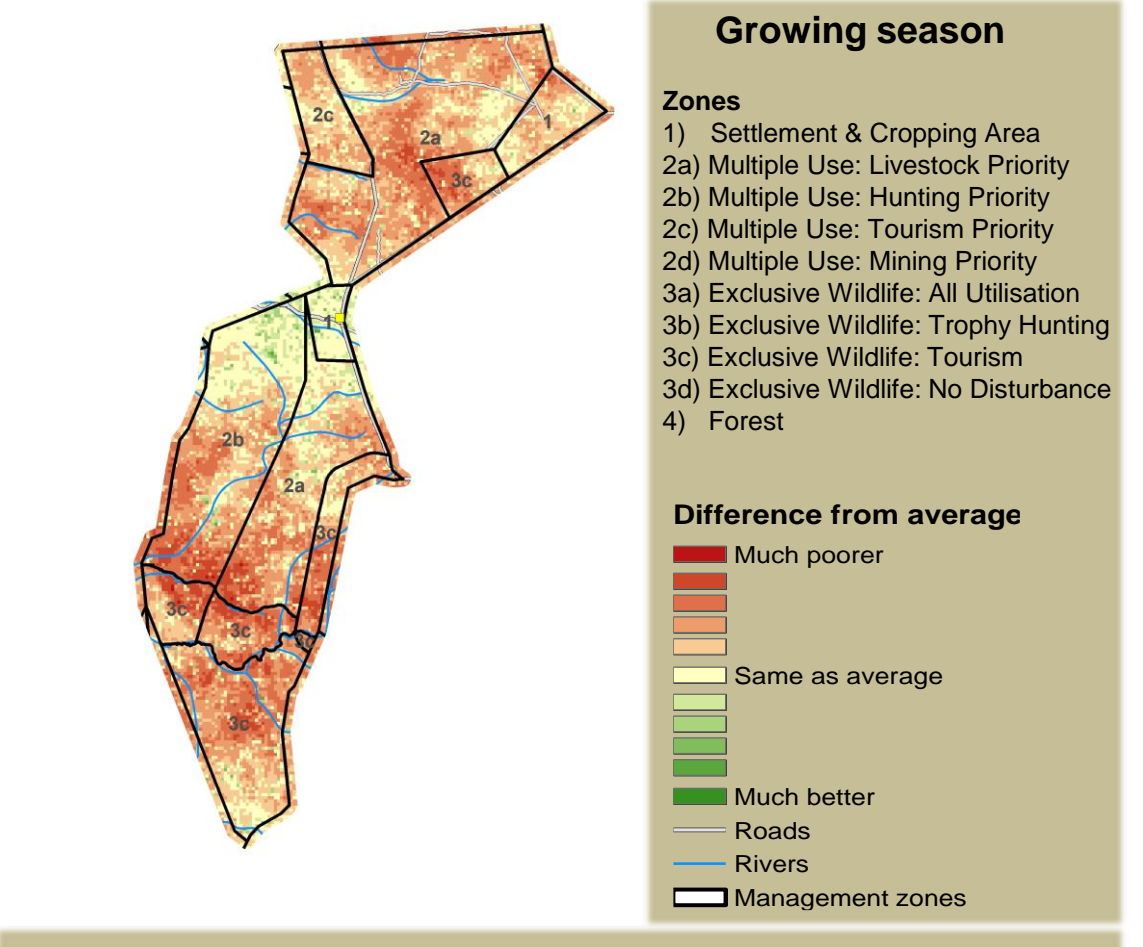 Growing season
Zones
1) Settlement & Cropping Area
2a) Multiple Use: Livestock Priority
2b) Multiple Use: Hunting Priority
2c) Multiple Use: Tourism Priority
2d) Multiple Use: Mining Priority
3a) Exclusive Wildlife: All Utilisation
3b) Exclusive Wildlife: Trophy Hunting
3c) Exclusive Wildlife: Tourism
3d) Exclusive Wildlife: No Disturbance
4) Forest
Difference from average
Much poorer
Same as average
Much better
Roads
Rivers
Management zones
2c
2a
1
3c
1
2b
2a
3c
3c
3c
3c
3c